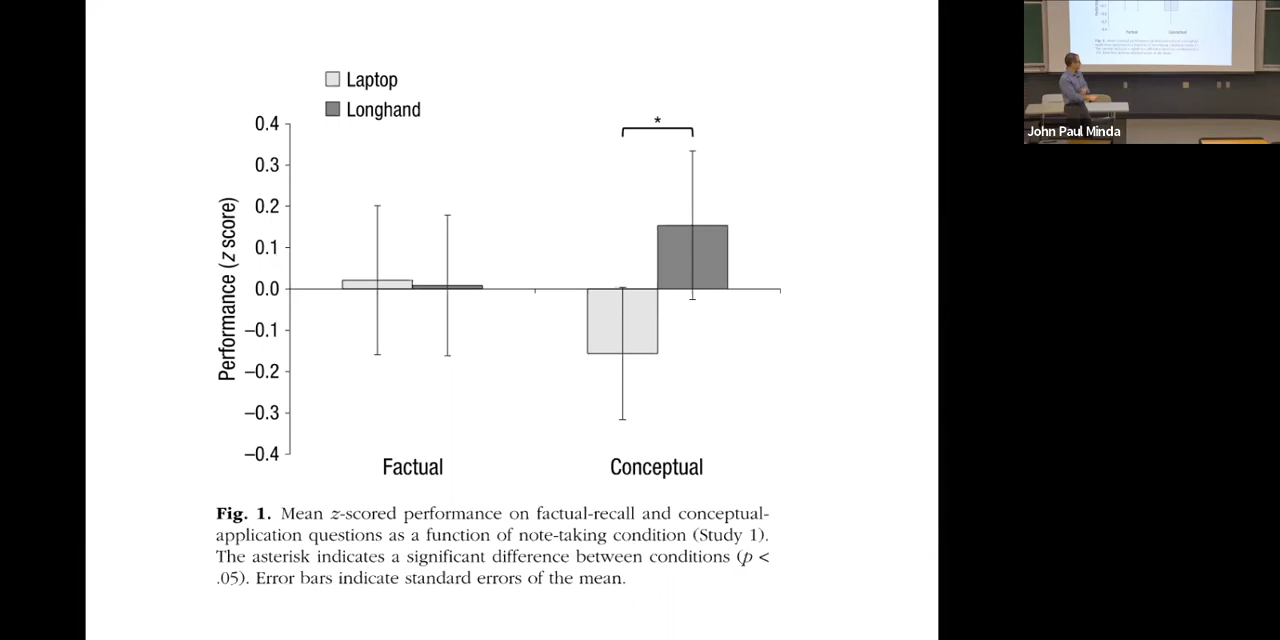 Laptop
Longhand
0.4
0.3
0.2
0.1
0.0
–0.1
–0.2
–0.3
–0.4
Performance (z score)
*
Factual
Conceptual
Fig. 1. Mean z-scored performance on factual-recall and conceptual-
application questions as a function of note-taking condition (Study 1).
The asterisk indicates a significant difference between conditions (p <
.05). Error bars indicate standard errors of the mean.
John Paul Minda